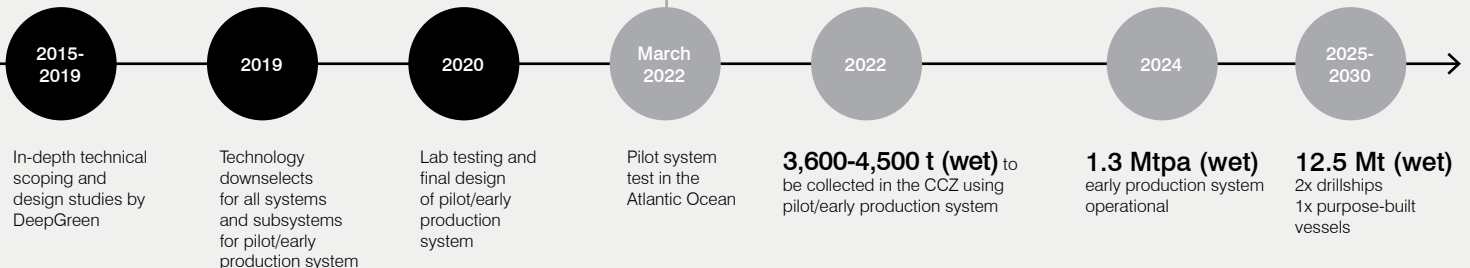 2015-
2019
2019
2020
March
2022
2022
2024
2025-
2030
In-depth technical
scoping and
design studies by
DeepGreen
Technology
downselects
for all systems
and subsystems
for pilot/early
production system
Lab testing and
final design
of pilot/early
production
system
Pilot system
test in the
Atlantic Ocean
3,600-4,500 t (wet) to
be collected in the CCZ using
pilot/early production system
1.3 Mtpa (wet)
early production system
operational
12.5 Mt (wet)
2x drillships
1x purpose-built
vessels